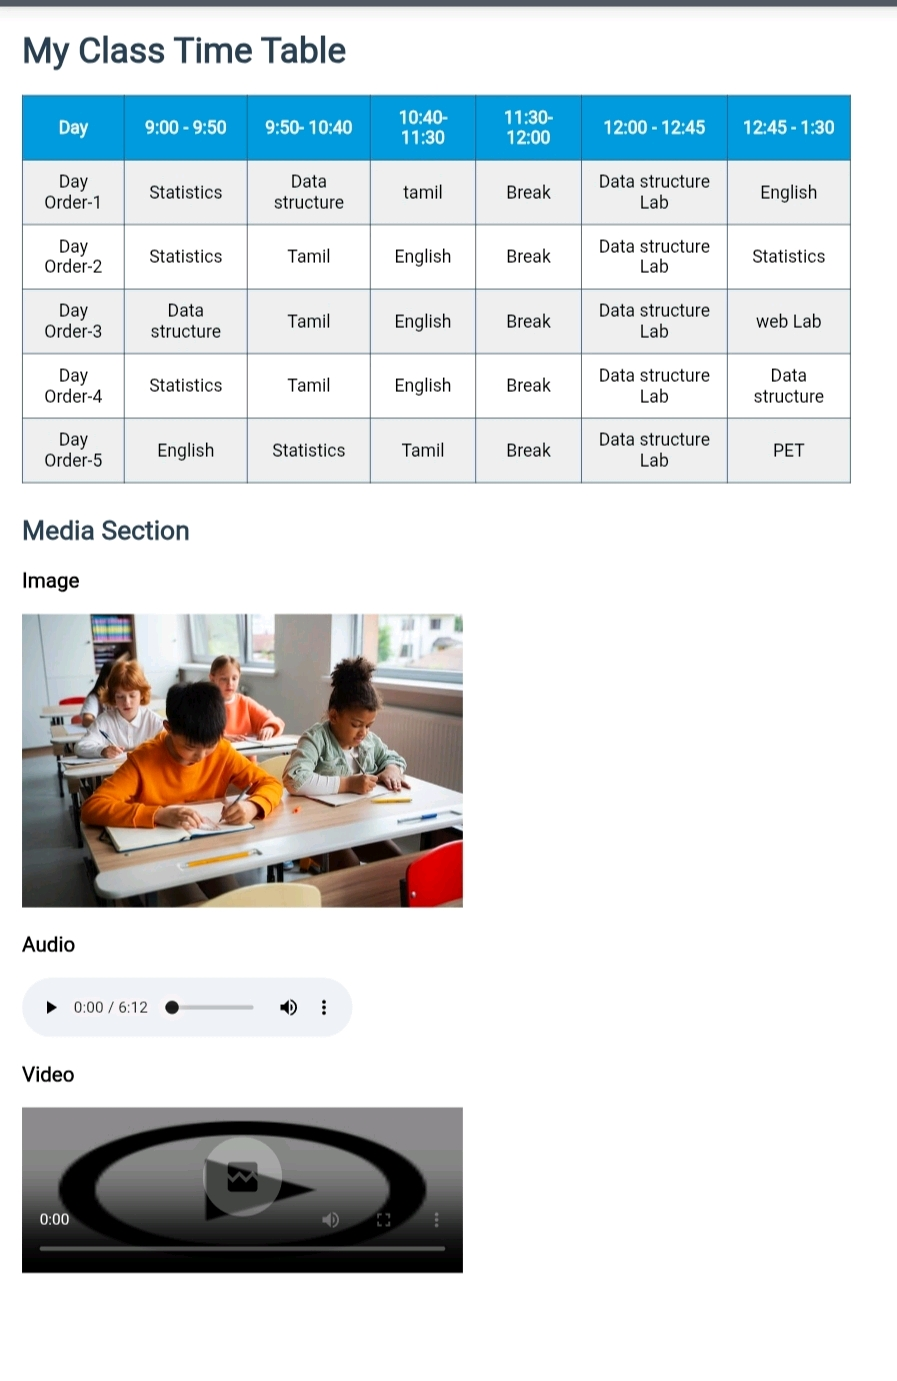 My Class Time Table
Day 9:00 - 9:50 9:50- 10:40 10:40- 11:30 11:30- 12:00 12:00 - 12:45 12:45 - 1:30
Day Order-1 Statistics Data structure tamil Break Data structure Lab English
Day Order-2 Statistics Tamil English Break Data structure Lab Statistics
Day Order-3 Data structure Tamil English Break Data structure Lab web Lab
Day Order-4 Statistics Tamil English Break Data structure Lab Data structure
Day Order-5 English Statistics Tamil Break Data structure Lab PET
Media Section
Image
Audio
0:00 / 6:12
Video
0:00